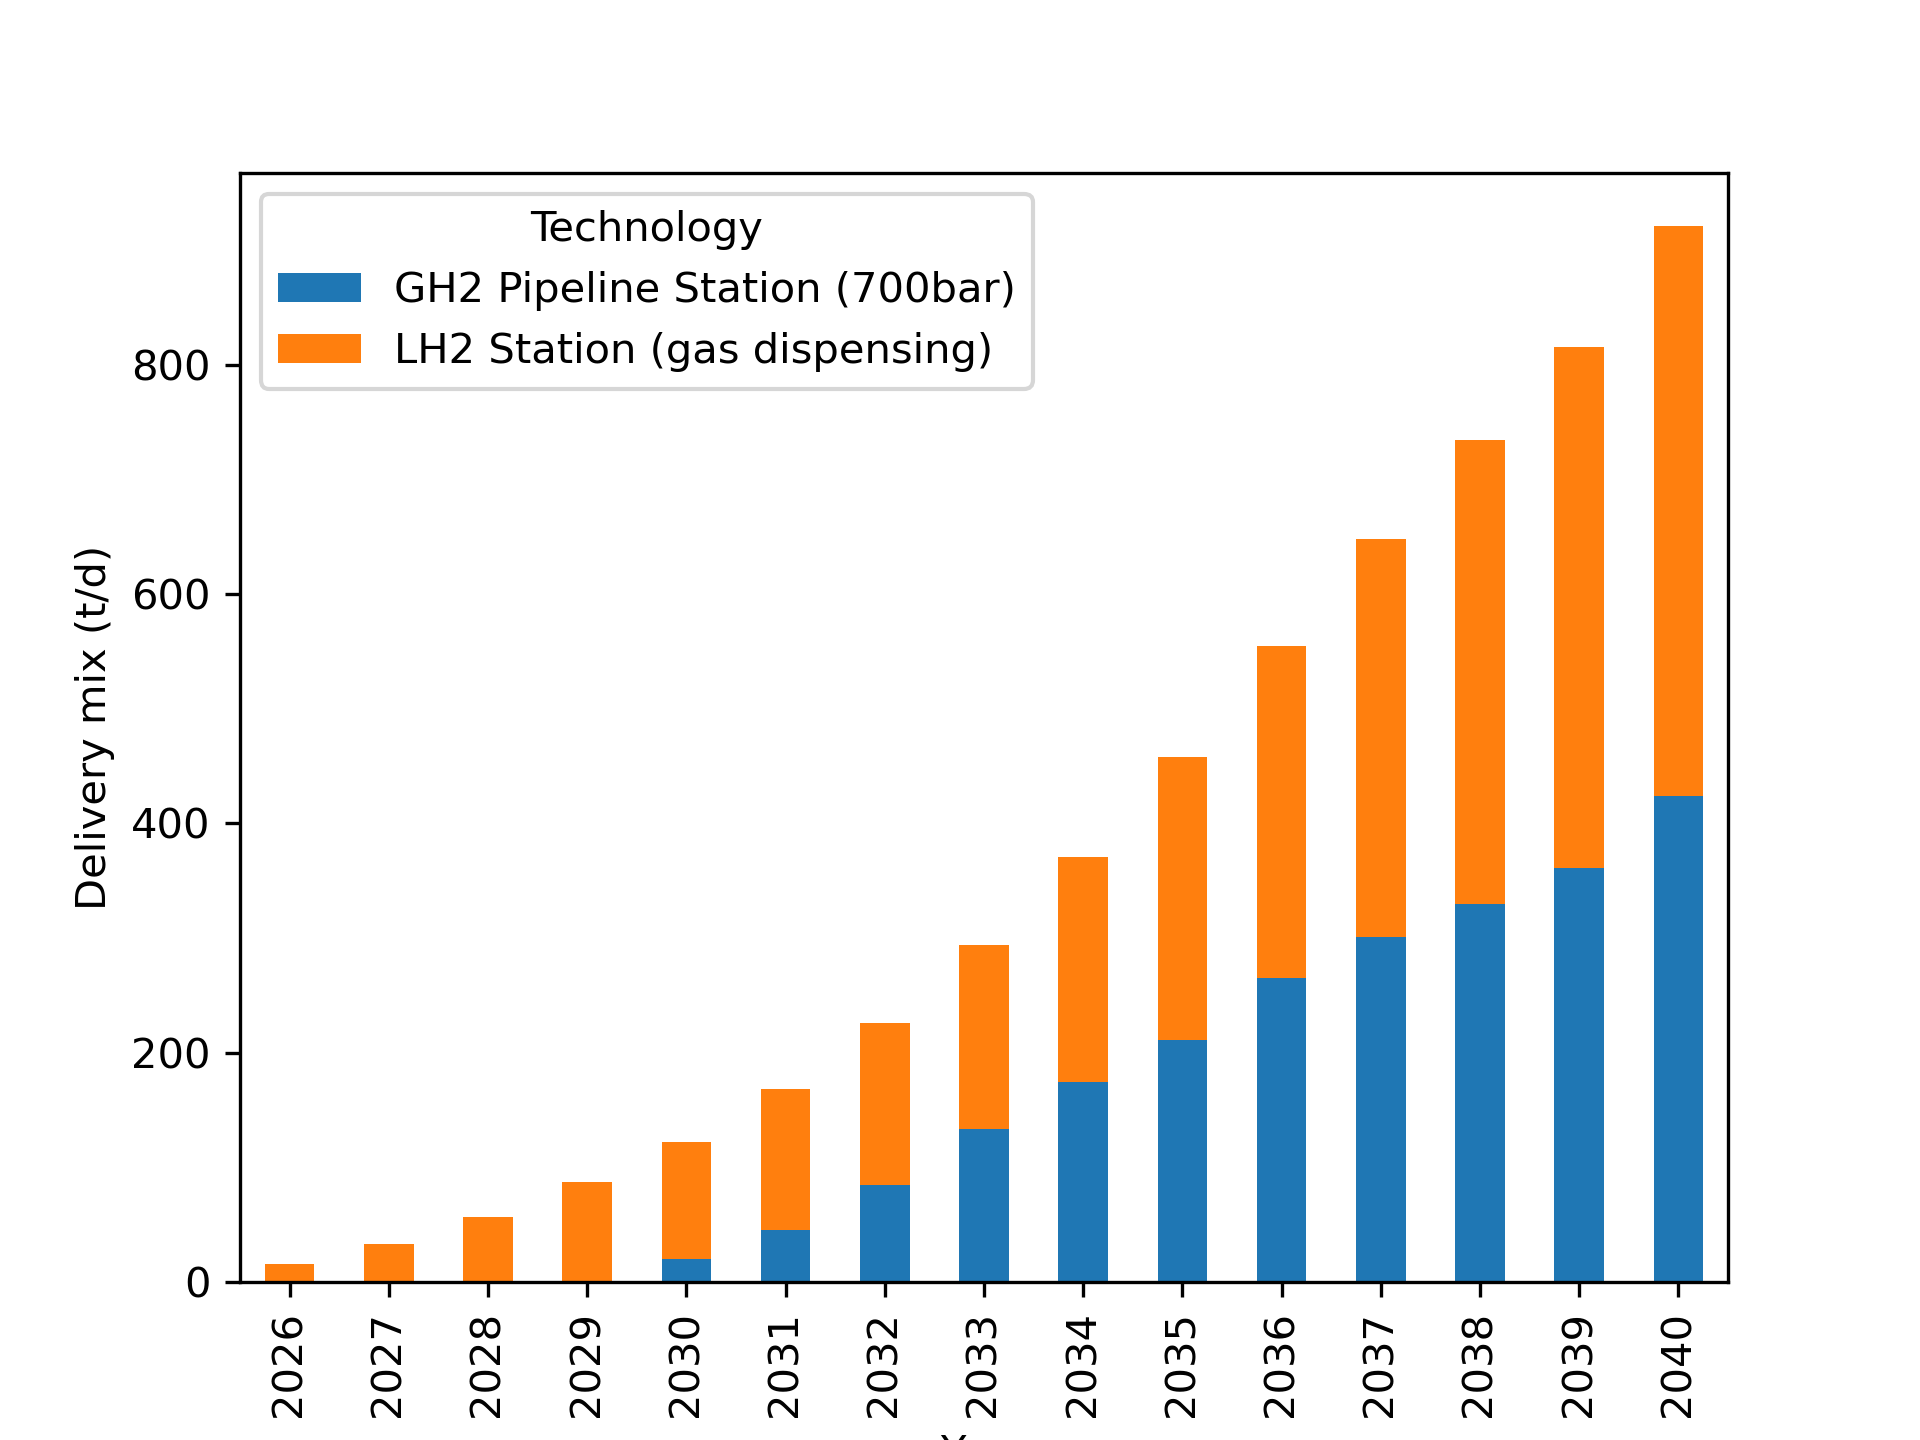 Technology
GH2 Pipeline Station (700bar)
LH2 Station (gas dispensing)
Delivery mix (t/d)
800
600
400
200
0
2026 2027 2028 2029 2030 2031 2032 2033 2034 2035 2036 2037 2038 2039 2040